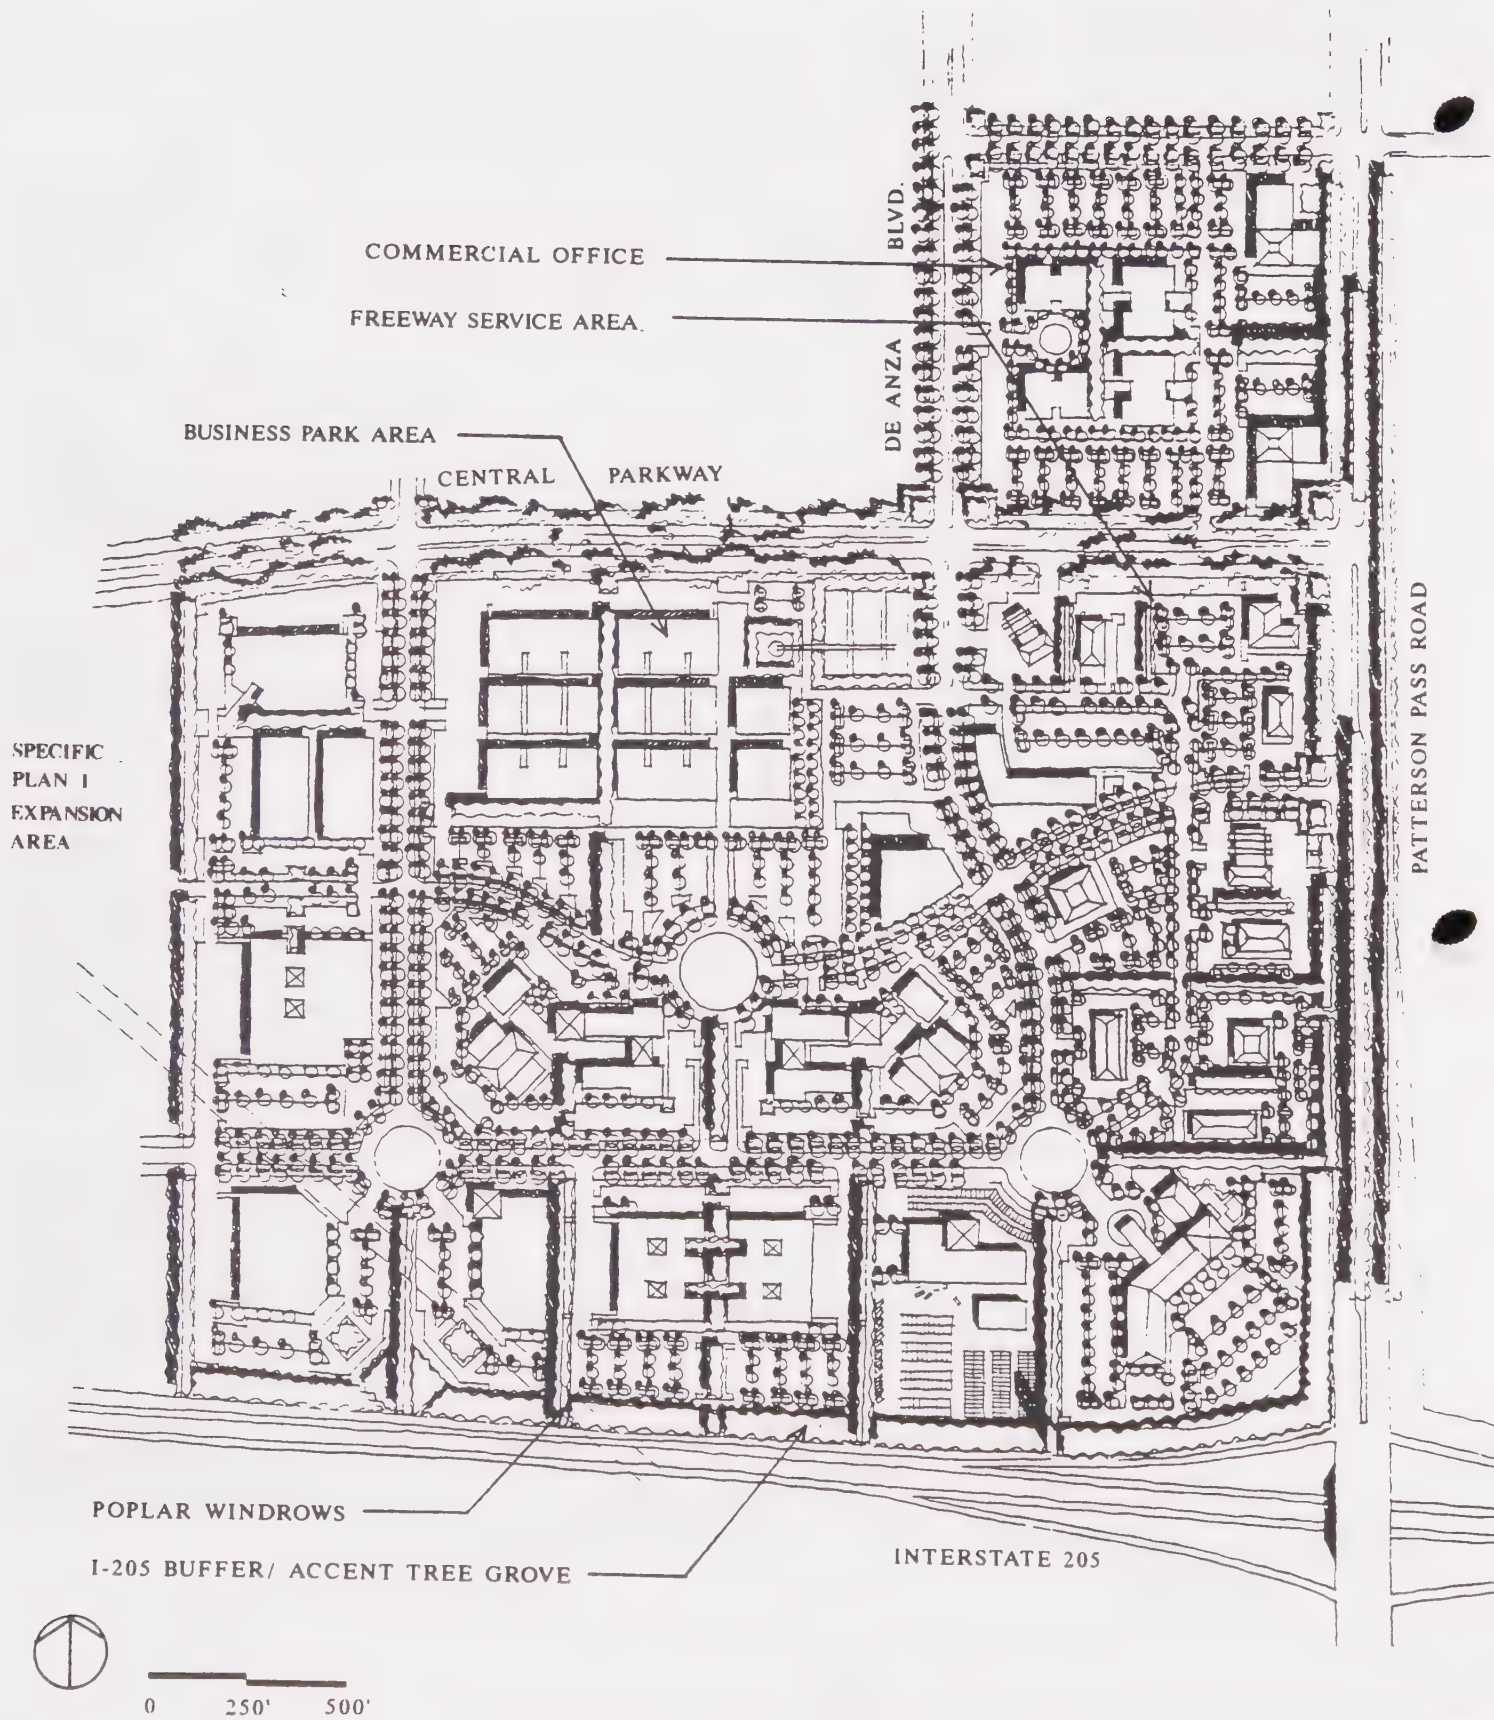 COMMERCIAL OFFICE
FREEWAY SERVICE AREA.
DE ANZA BLVD.
BUSINESS PARK AREA
CENTRAL PARKWAY
PATTERSON PASS ROAD
SPECIFIC
PLAN I
EXPANSION
AREA
POPLAR WINDROWS
I-205 BUFFER/ ACCENT TREE GROVE
INTERSTATE 205
0 250' 500'